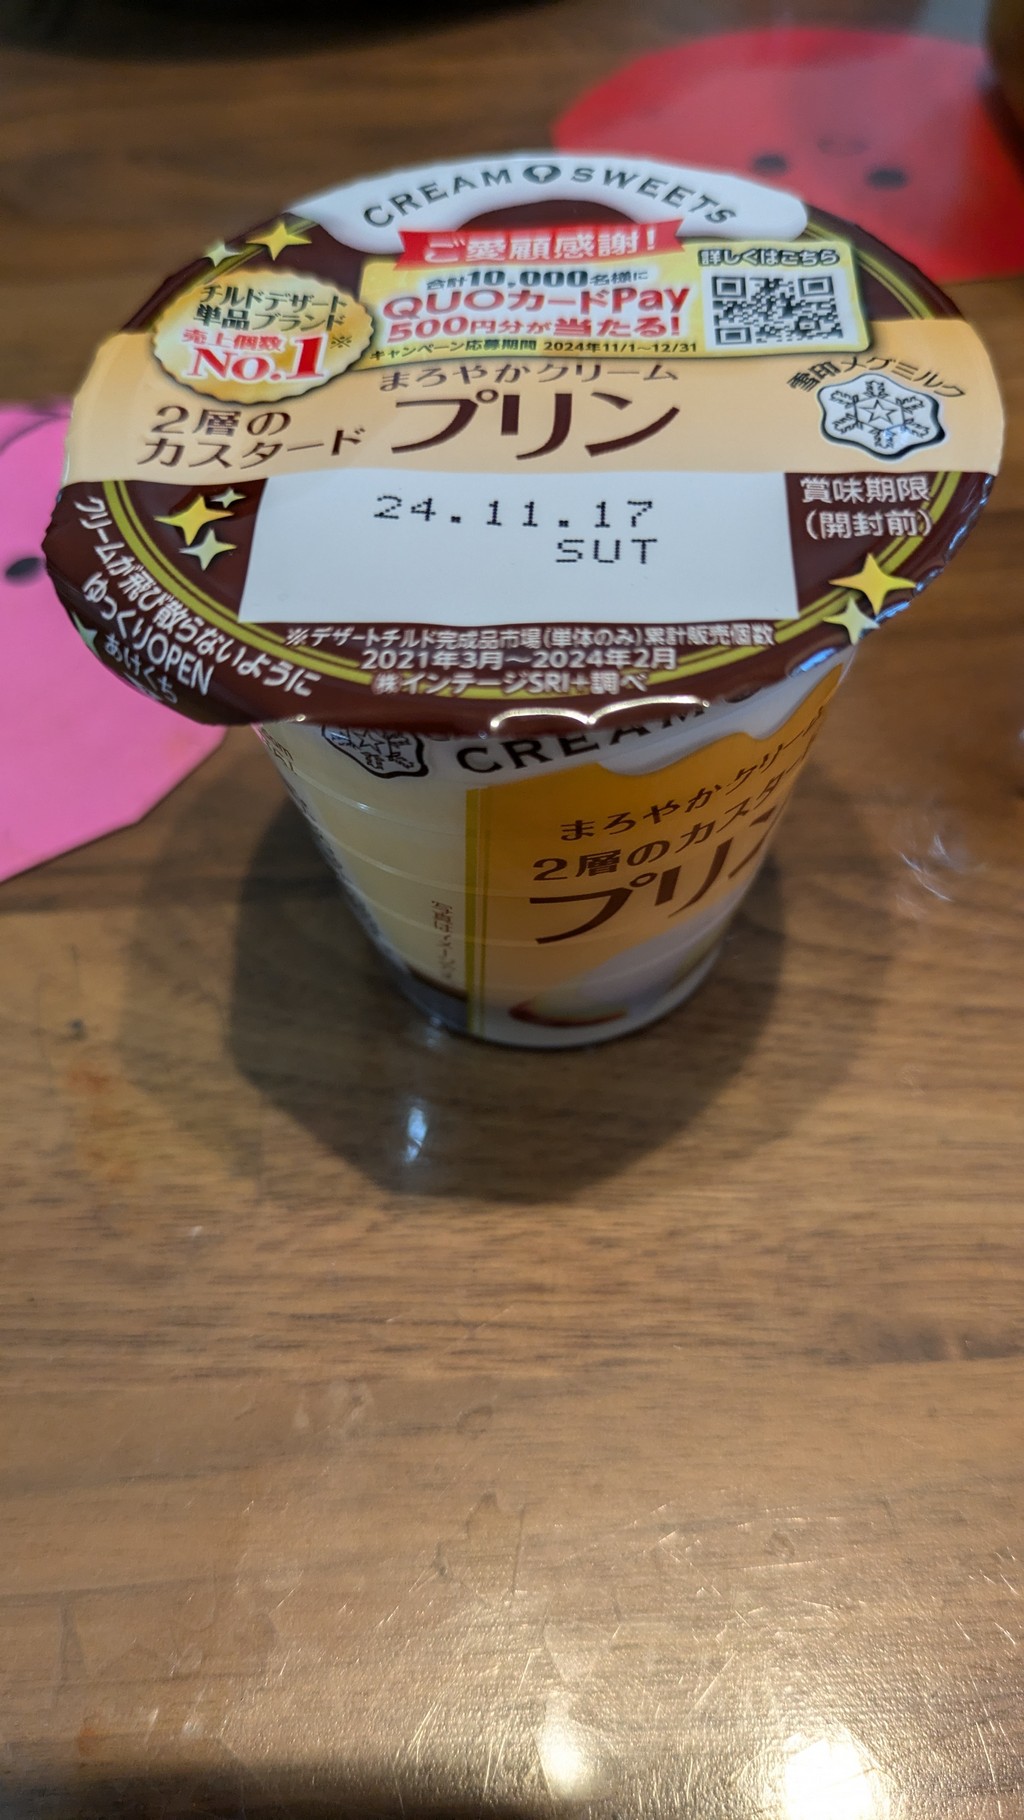 CREAM SWEETS
ご愛顧感謝!
合計10,000名様に
QUOカードPay
500円分が当たる!
キャンペーン応募期間 2024年11/1~12/31
詳しくはこちら
チルドデザート
単品ブランド
売上個数※
No.1
まろやかクリーム
2層の
カスタード
プリン
雪印メグミルク
24.11.17
SUT
賞味期限
(開封前)
クリームが飛び散らないように
ゆっくりOPEN
あけくち
※デザートチルド完成品市場(単体のみ)累計販売個数
2021年3月~2024年2月
㈱インテージSRI+調べ
CREAM
まろやかクリーム
2層のカスタ
プリン
写真はイメージです